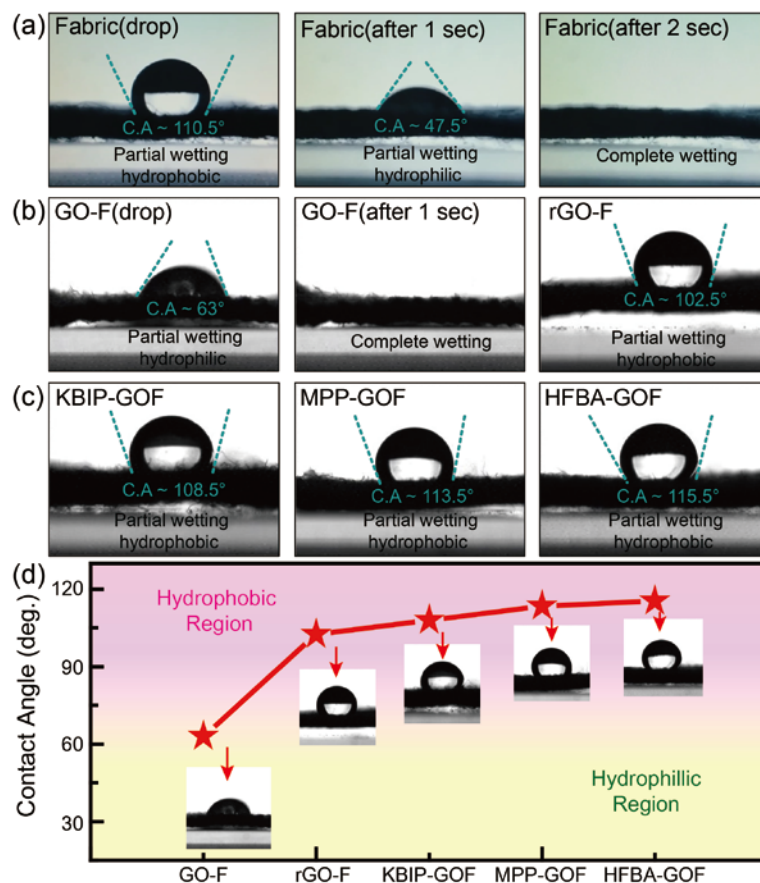 (a)
Fabric(drop)
C.A ~ 110.5°
Partial wetting
hydrophobic
Fabric(after 1 sec)
C.A ~ 47.5°
Partial wetting
hydrophilic
Fabric(after 2 sec)
Complete wetting
(b)
GO-F(drop)
C.A ~ 63°
Partial wetting
hydrophilic
GO-F(after 1 sec)
Complete wetting
rGO-F
C.A ~ 102.5°
Partial wetting
hydrophobic
(c)
KBIP-GOF
C.A ~ 108.5°
Partial wetting
hydrophobic
MPP-GOF
C.A ~ 113.5°
Partial wetting
hydrophobic
HFBA-GOF
C.A ~ 115.5°
Partial wetting
hydrophobic
(d)
Contact Angle (deg.)
120
90
60
30
Hydrophobic
Region
Hydrophillic
Region
GO-F
rGO-F
KBIP-GOF
MPP-GOF
HFBA-GOF